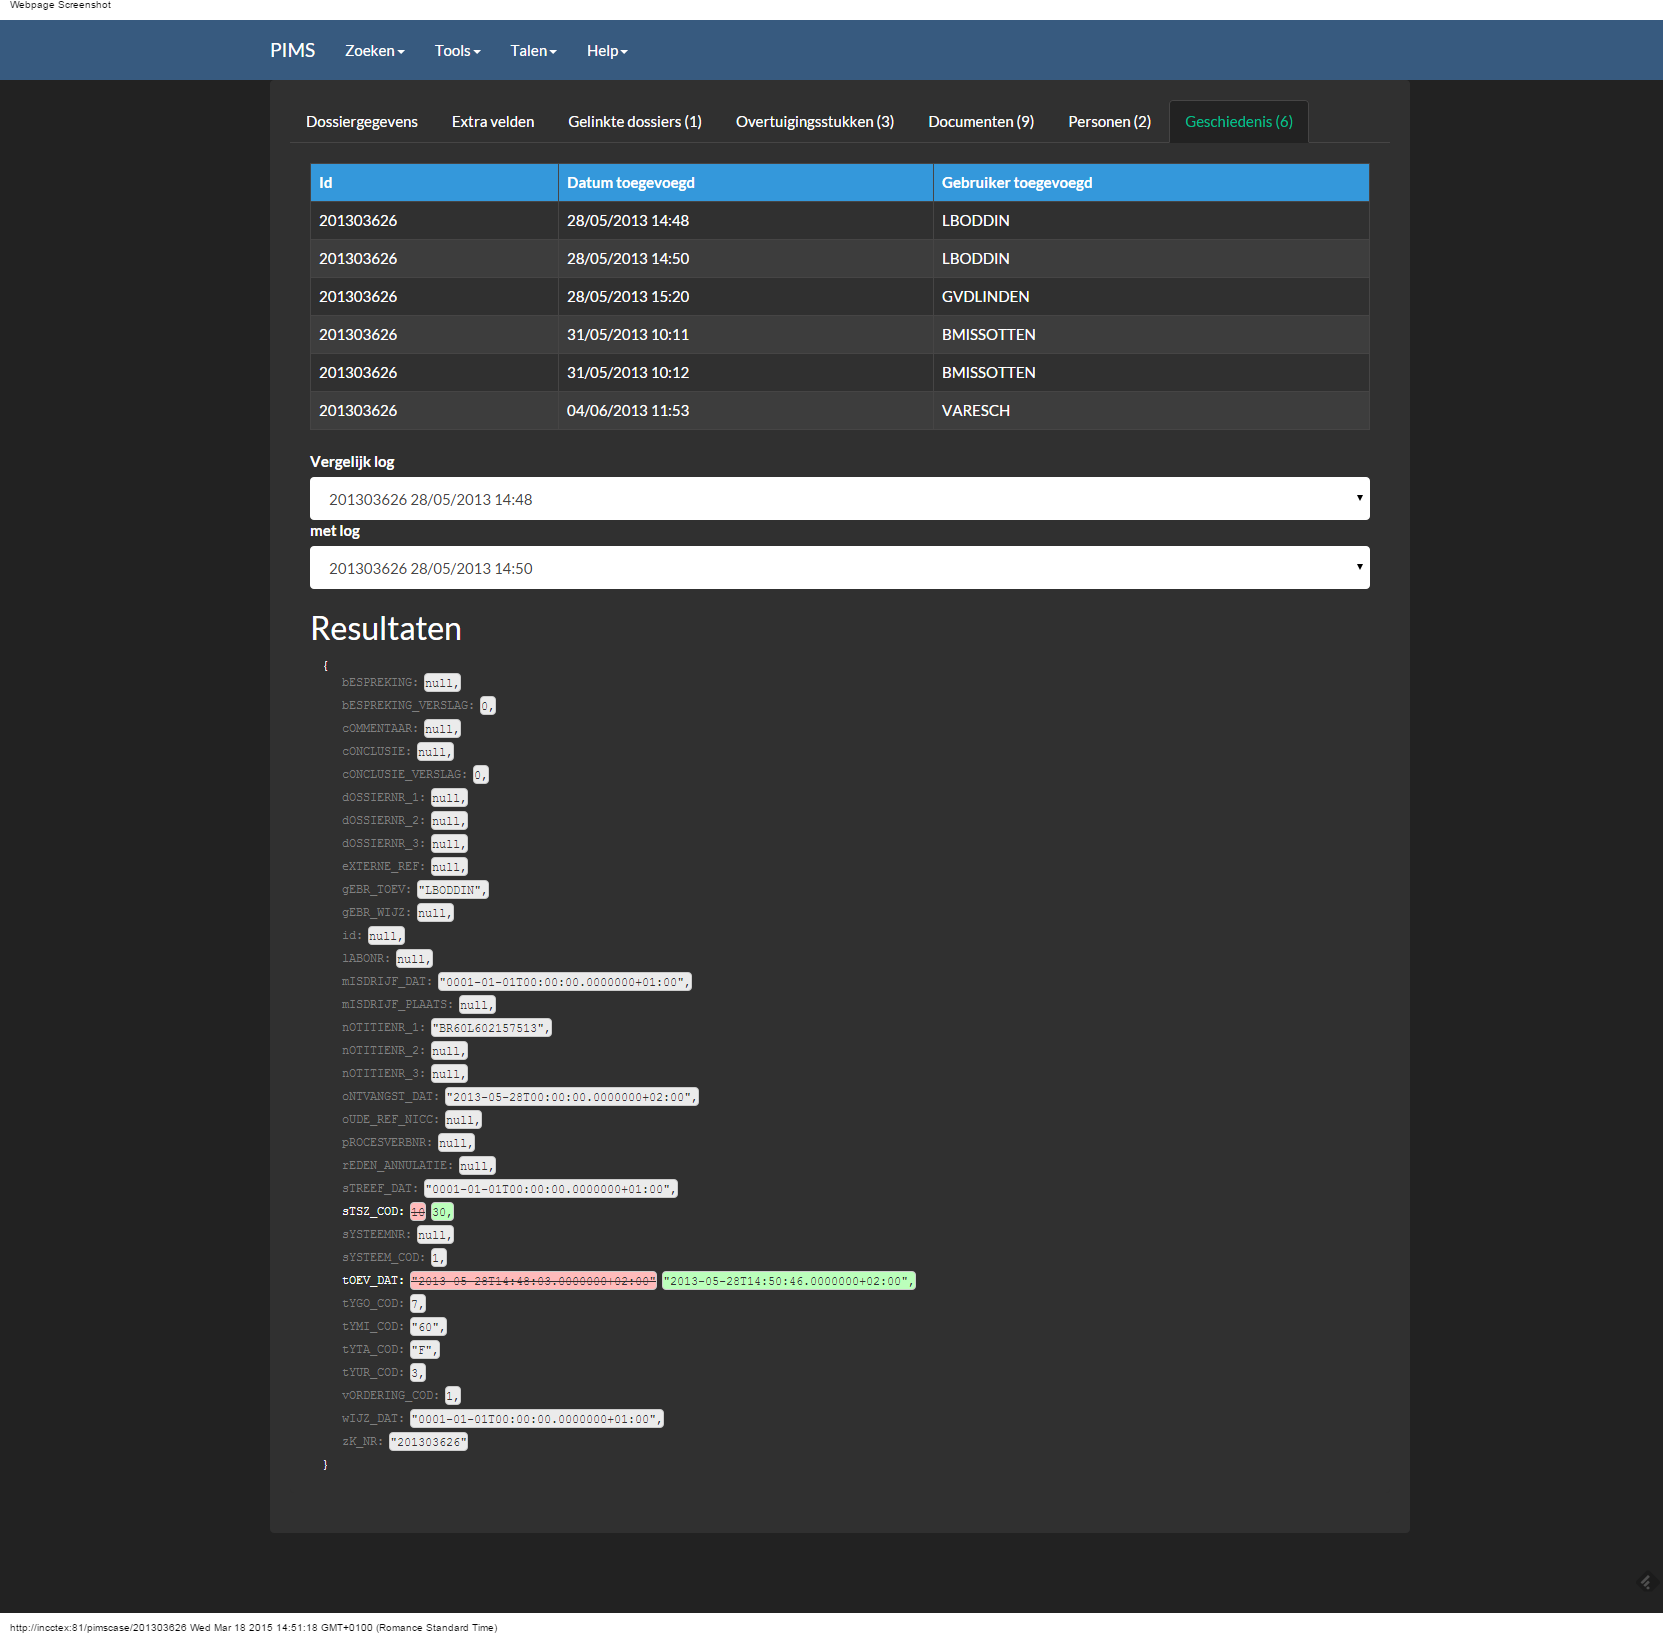 Webpage Screenshot
PIMS Zoeken Tools Talen Help
Dossiergegevens Extra velden Gelinkte dossiers (1) Overtuigingsstukken (3) Documenten (9) Personen (2) Geschiedenis (6)
Id Datum toegevoegd Gebruiker toegevoegd
201303626 28/05/2013 14:48 LBODDIN
201303626 28/05/2013 14:50 LBODDIN
201303626 28/05/2013 15:20 GVDLINDEN
201303626 31/05/2013 10:11 BMISSOTTEN
201303626 31/05/2013 10:12 BMISSOTTEN
201303626 04/06/2013 11:53 VARESCH
Vergelijk log
201303626 28/05/2013 14:48
met log
201303626 28/05/2013 14:50
Resultaten
{
bESPREKING: null,
bESPREKING_VERSLAG: 0,
cOMMENTAAR: null,
cONCLUSIE: null,
cONCLUSIE_VERSLAG: 0,
dOSSIERNR_1: null,
dOSSIERNR_2: null,
dOSSIERNR_3: null,
eXTERNE_REF: null,
gEBR_TOEV: "LBODDIN",
gEBR_WIJZ: null,
id: null,
lABONR: null,
mISDRIJF_DAT: "0001-01-01T00:00:00.0000000+01:00",
mISDRIJF_PLAATS: null,
nOTITIENR_1: "BR60L602157513",
nOTITIENR_2: null,
nOTITIENR_3: null,
oNTVANGST_DAT: "2013-05-28T00:00:00.0000000+02:00",
oUDE_REF_NICC: null,
pROCESVERBNR: null,
rEDEN_ANNULATIE: null,
sTREEF_DAT: "0001-01-01T00:00:00.0000000+01:00",
sTSZ_COD: 10 30,
sYSTEEMNR: null,
sYSTEEM_COD: 1,
tOEV_DAT: "2013-05-28T14:48:03.0000000+02:00" "2013-05-28T14:50:46.0000000+02:00",
tYGO_COD: 7,
tYMI_COD: "60",
tYTA_COD: "F",
tYUR_COD: 3,
vORDERING_COD: 1,
wIJZ_DAT: "0001-01-01T00:00:00.0000000+01:00",
zK_NR: "201303626"
}
http://incctex:81/pimscase/201303626 Wed Mar 18 2015 14:51:18 GMT+0100 (Romance Standard Time)